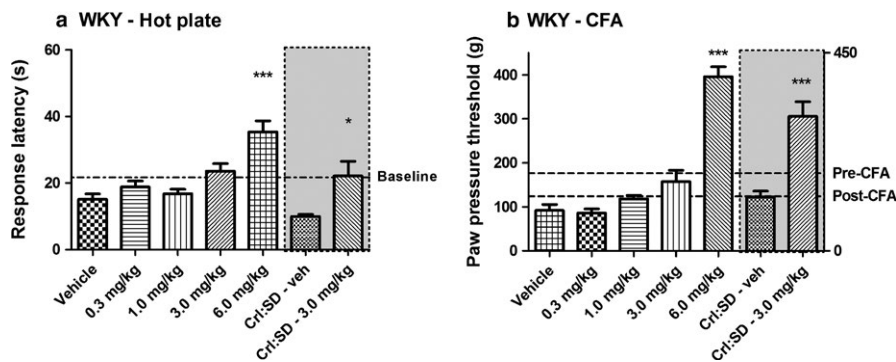 a WKY - Hot plate
Response latency (s)
60
40
20
0
***
*
Baseline
Vehicle
0.3 mg/kg
1.0 mg/kg
3.0 mg/kg
6.0 mg/kg
Crl:SD - veh
Crl:SD - 3.0 mg/kg
b WKY - CFA
Paw pressure threshold (g)
400
300
200
100
0
***
***
450
Pre-CFA
Post-CFA
0
Vehicle
0.3 mg/kg
1.0 mg/kg
3.0 mg/kg
6.0 mg/kg
Crl:SD - veh
Crl:SD - 3.0 mg/kg